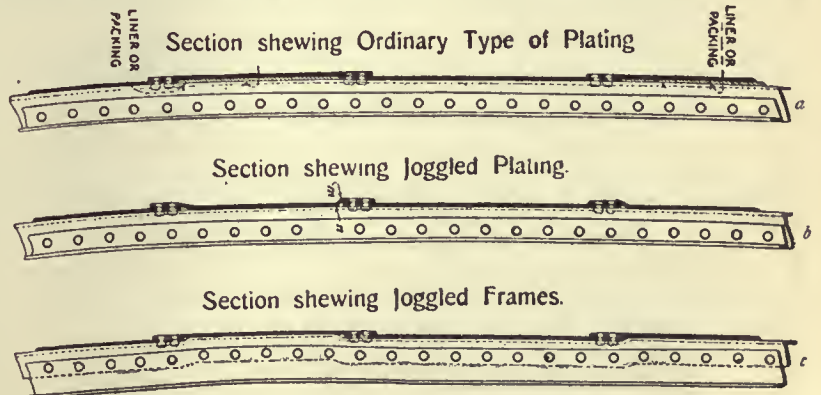 LINER OR
PACKING
Section shewing Ordinary Type of Plating
LINER OR
PACKING
a
Section shewing Joggled Plating.
b
Section shewing Joggled Frames.
c